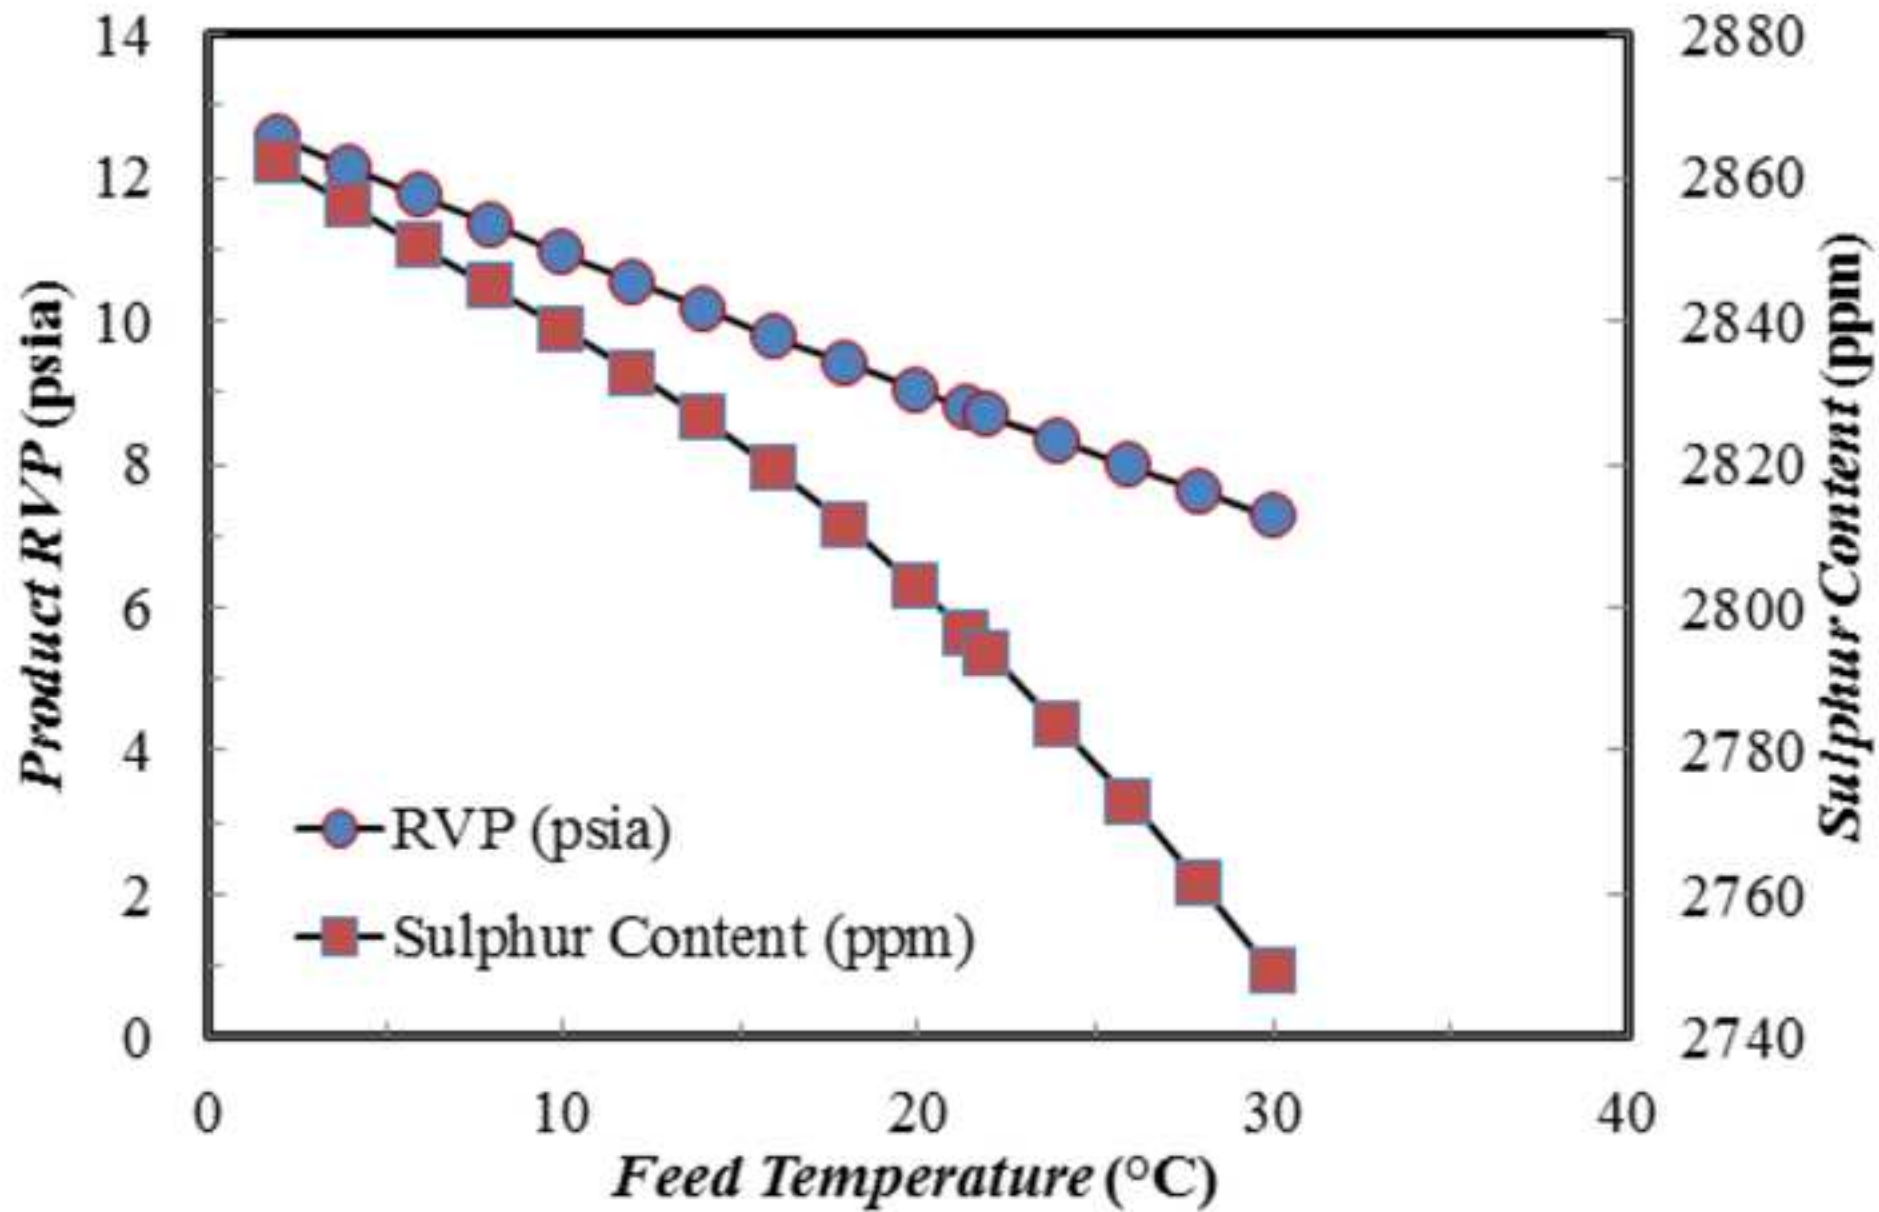 14
12
10
8
6
4
2
0
Product RVP (psia)
2880
2860
2840
2820
2800
2780
2760
2740
Sulphur Content (ppm)
RVP (psia)
Sulphur Content (ppm)
0 10 20 30 40
Feed Temperature (°C)